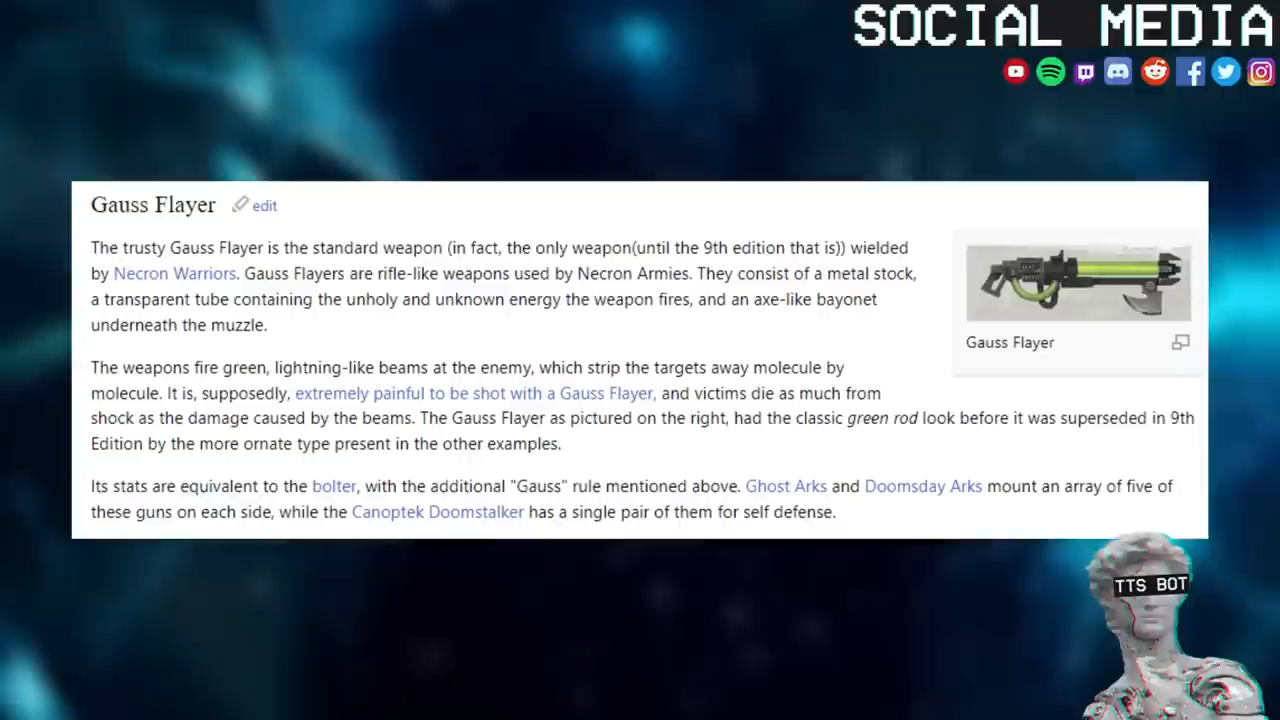 SOCIAL MEDIA
Gauss Flayer edit
The trusty Gauss Flayer is the standard weapon (in fact, the only weapon(until the 9th edition that is)) wielded
by Necron Warriors. Gauss Flayers are rifle-like weapons used by Necron Armies. They consist of a metal stock,
a transparent tube containing the unholy and unknown energy the weapon fires, and an axe-like bayonet
underneath the muzzle.
Gauss Flayer
The weapons fire green, lightning-like beams at the enemy, which strip the targets away molecule by
molecule. It is, supposedly, extremely painful to be shot with a Gauss Flayer, and victims die as much from
shock as the damage caused by the beams. The Gauss Flayer as pictured on the right, had the classic green rod look before it was superseded in 9th
Edition by the more ornate type present in the other examples.
Its stats are equivalent to the bolter, with the additional "Gauss" rule mentioned above. Ghost Arks and Doomsday Arks mount an array of five of
these guns on each side, while the Canoptek Doomstalker has a single pair of them for self defense.
TTS BOT